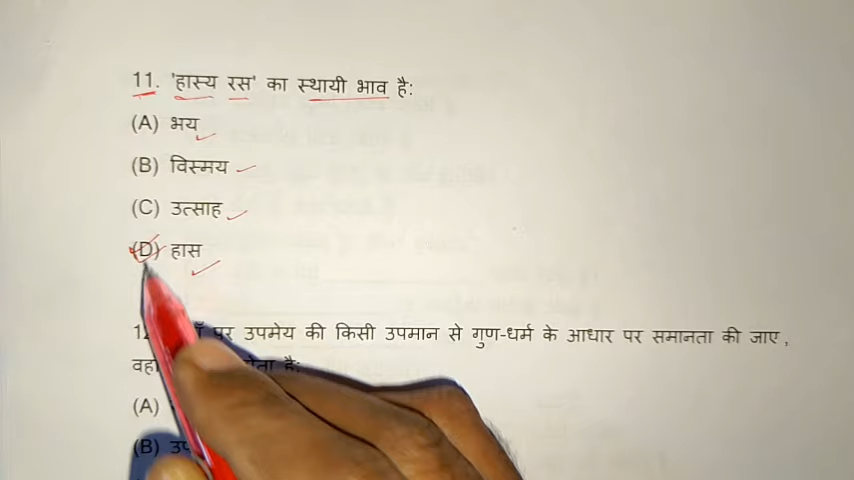 11. 'हास्य रस' का स्थायी भाव है:
(A) भय
(B) विस्मय
(C) उत्साह
(D) हास
पर उपमेय की किसी उपमान से गुण-धर्म के आधार पर समानता की जाए,
है:
(A)
(B)